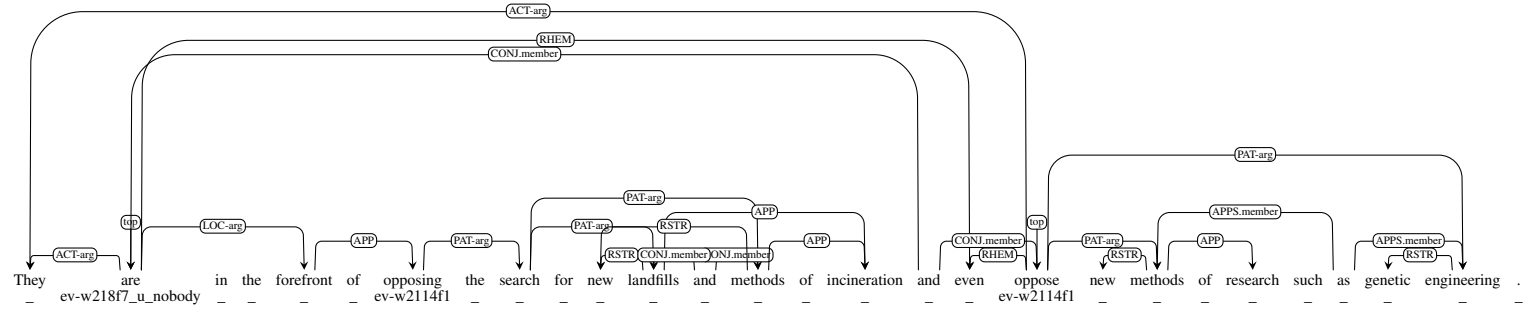 ACT-arg
RHEM
CONJ.member
PAT-arg
PAT-arg
top LOC-arg PAT-arg RSTR APP top APPS.member
ACT-arg APP PAT-arg RSTR CONJ.member ONJ.member APP CONJ.member RHEM PAT-arg RSTR APP APPS.member RSTR
They are in the forefront of opposing the search for new landfills and methods of incineration and even oppose new methods of research such as genetic engineering .
_ ev-w218f7_u_nobody _ _ _ _ ev-w2114f1 _ _ _ _ _ _ _ _ _ _ _ ev-w2114f1 _ _ _ _ _ _ _ _ _